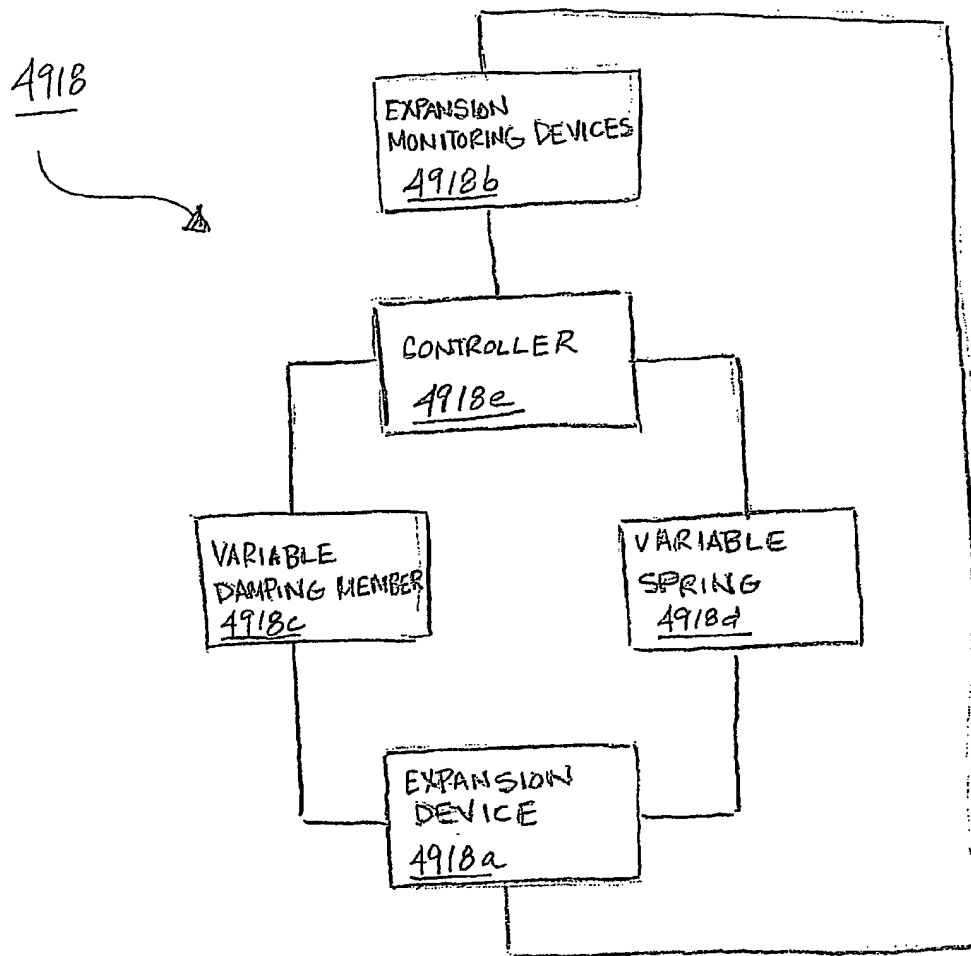 4918
EXPANSION
MONITORING DEVICES
4918b
CONTROLLER
4918e
VARIABLE
DAMPING MEMBER
4918c
VARIABLE
SPRING
4918d
EXPANSION
DEVICE
4918a